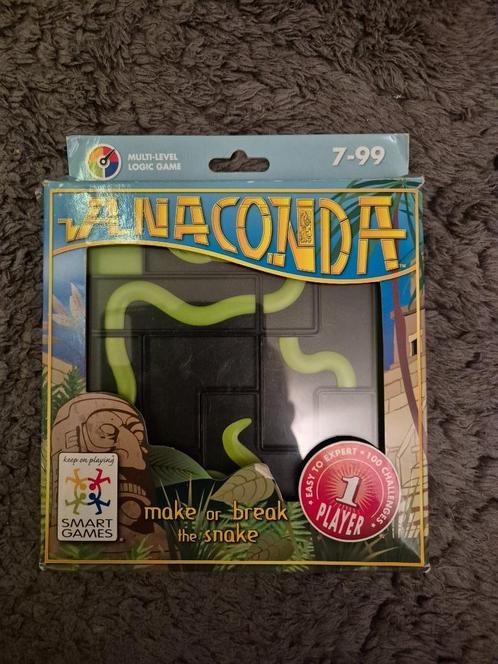 MULTI-LEVEL
LOGIC GAME
7-99
ANACONDA
TM
keep on playing
SMART
GAMES
make or break
the snake
EASY TO EXPERT • 100 CHALLENGES •
1
PLAYER